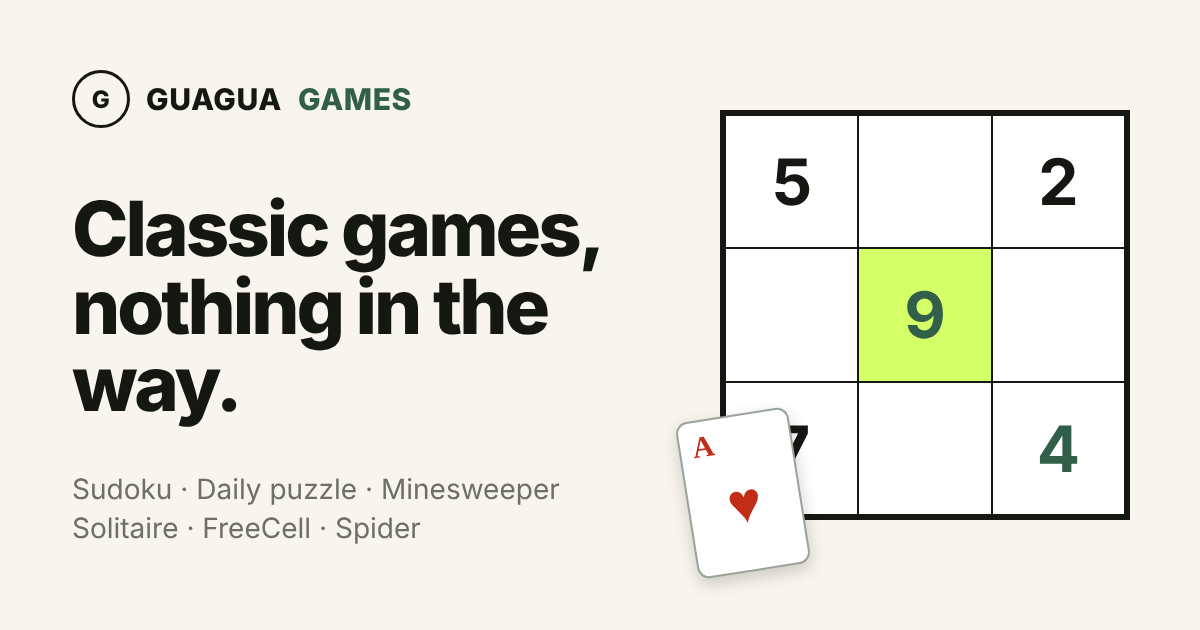 G GUAGUA GAMES
Classic games,
nothing in the
way.
Sudoku · Daily puzzle · Minesweeper
Solitaire · FreeCell · Spider
5 2
9
7 4
A